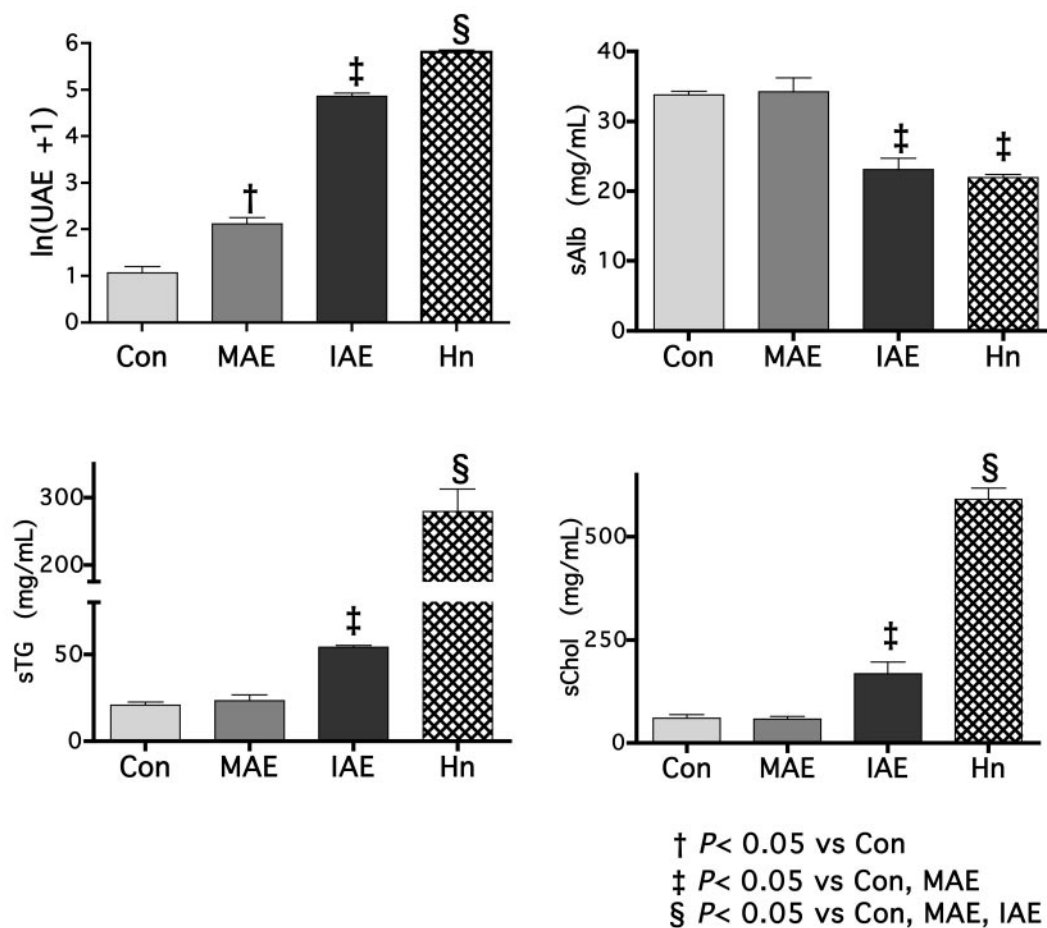 ln(UAE +1)
6
5
4
3
2
1
0
†
‡
§
Con MAE IAE Hn
sAlb (mg/mL)
40
30
20
10
0
‡
‡
Con MAE IAE Hn
sTG (mg/mL)
300
200
50
0
‡
§
Con MAE IAE Hn
sChol (mg/mL)
500
250
0
‡
§
Con MAE IAE Hn
† P< 0.05 vs Con
‡ P< 0.05 vs Con, MAE
§ P< 0.05 vs Con, MAE, IAE